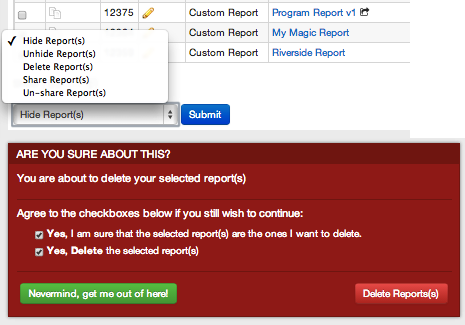 12375 Custom Report Program Report v1
Custom Report My Magic Report
Custom Report Riverside Report
✓ Hide Report(s)
Unhide Report(s)
Delete Report(s)
Share Report(s)
Un-share Report(s)
Hide Report(s) Submit
ARE YOU SURE ABOUT THIS?
You are about to delete your selected report(s)
Agree to the checkboxes below if you still wish to continue:
Yes, I am sure that the selected report(s) are the ones I want to delete.
Yes, Delete the selected report(s)
Nevermind, get me out of here! Delete Reports(s)